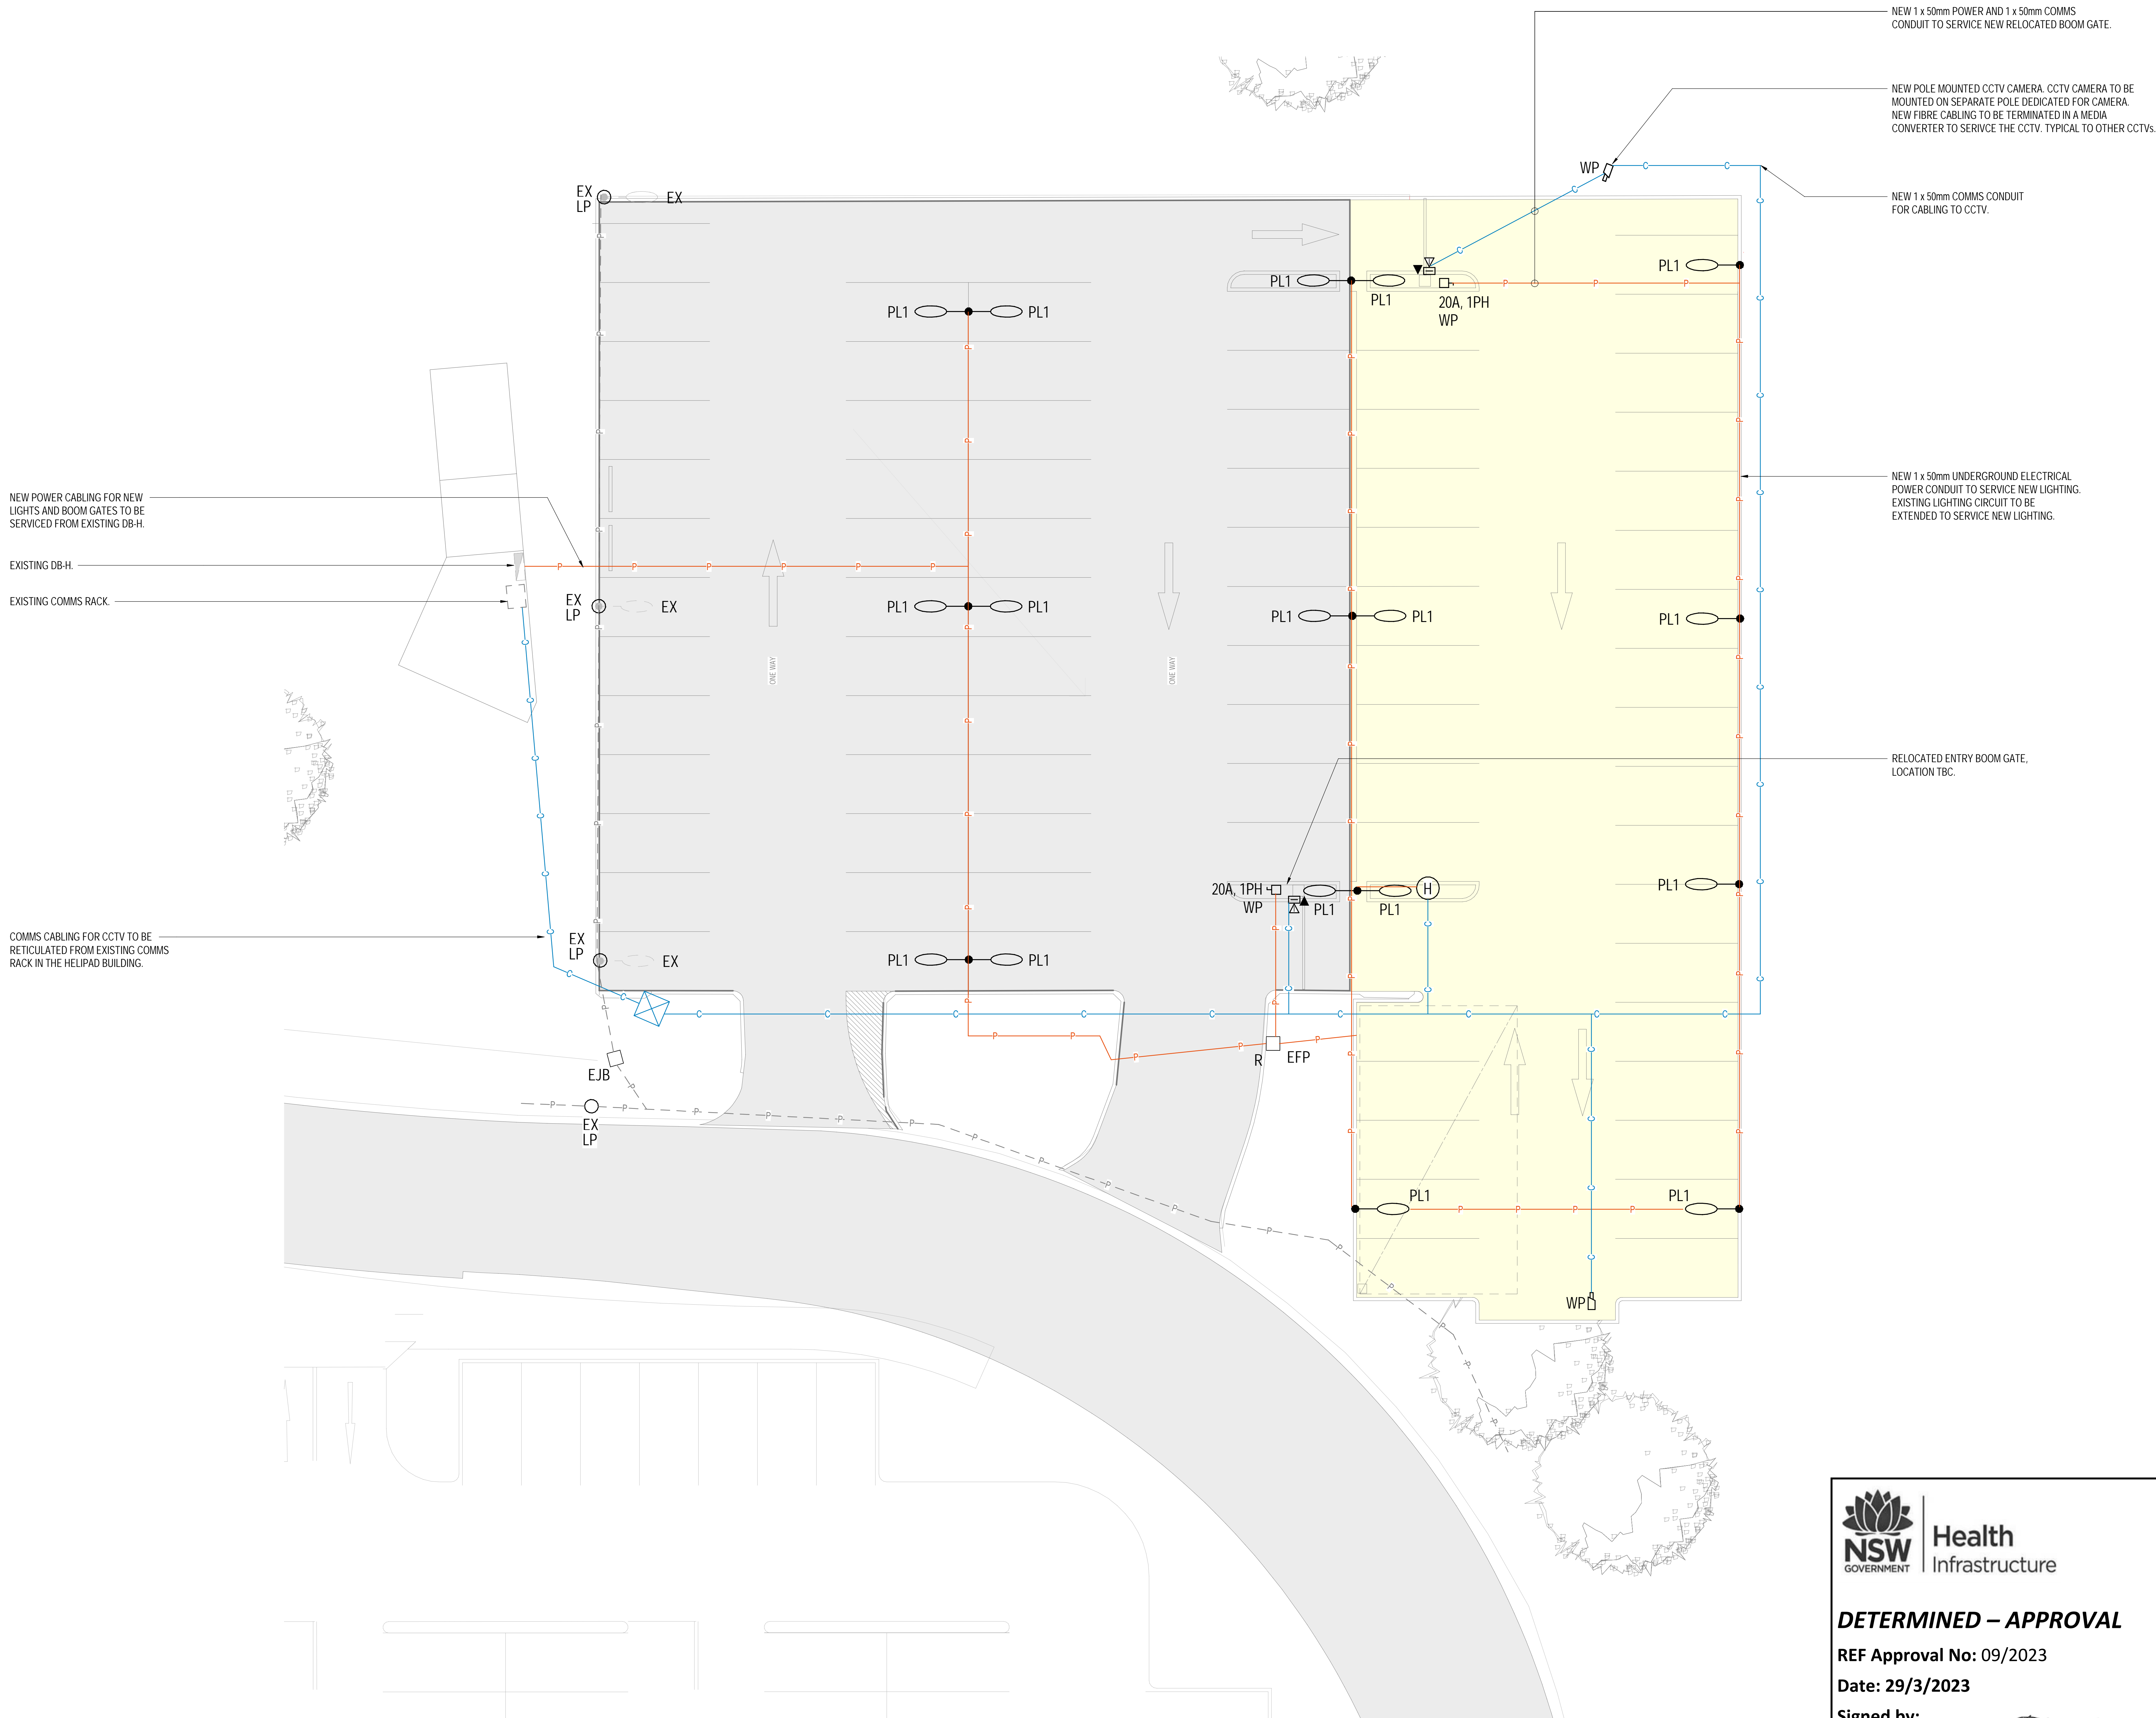 NEW 1 x 50mm POWER AND 1 x 50mm COMMS
CONDUIT TO SERVICE NEW RELOCATED BOOM GATE.
NEW POLE MOUNTED CCTV CAMERA. CCTV CAMERA TO BE
MOUNTED ON SEPARATE POLE DEDICATED FOR CAMERA.
NEW FIBRE CABLING TO BE TERMINATED IN A MEDIA
CONVERTER TO SERIVCE THE CCTV. TYPICAL TO OTHER CCTVs.
WP
NEW 1 x 50mm COMMS CONDUIT
FOR CABLING TO CCTV.
EX
LP
EX
PL1
PL1
PL1
20A, 1PH
WP
PL1
PL1
NEW 1 x 50mm UNDERGROUND ELECTRICAL
POWER CONDUIT TO SERVICE NEW LIGHTING.
EXISTING LIGHTING CIRCUIT TO BE
EXTENDED TO SERVICE NEW LIGHTING.
NEW POWER CABLING FOR NEW
LIGHTS AND BOOM GATES TO BE
SERVICED FROM EXISTING DB-H.
EXISTING DB-H.
EXISTING COMMS RACK.
EX
LP
EX
PL1
PL1
PL1
PL1
PL1
ONE WAY
ONE WAY
RELOCATED ENTRY BOOM GATE,
LOCATION TBC.
20A, 1PH
WP
PL1
PL1
H
PL1
COMMS CABLING FOR CCTV TO BE
RETICULATED FROM EXISTING COMMS
RACK IN THE HELIPAD BUILDING.
EX
LP
EX
PL1
PL1
R
EFP
EJB
EX
LP
PL1
PL1
WP
NSW
GOVERNMENT
Health
Infrastructure
DETERMINED – APPROVAL
REF Approval No: 09/2023
Date: 29/3/2023
Signed by: